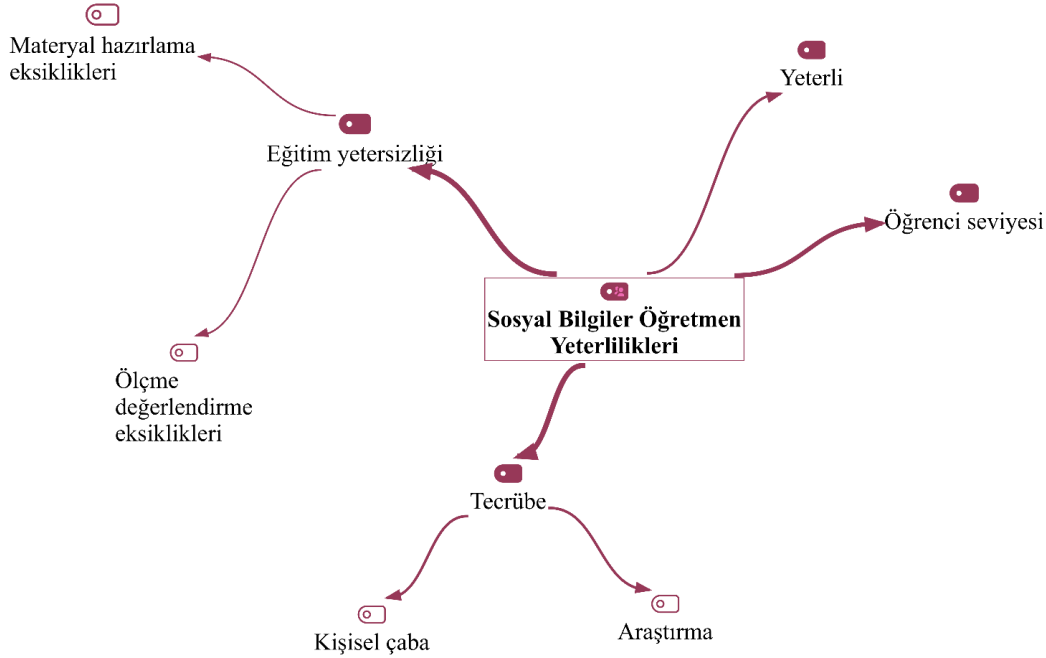 Materyal hazırlama
eksiklikleri
Yeterli
Eğitim yetersizliği
Öğrenci seviyesi
Sosyal Bilgiler Öğretmen
Yeterlilikleri
Ölçme
değerlendirme
eksiklikleri
Tecrübe
Kişisel çaba
Araştırma